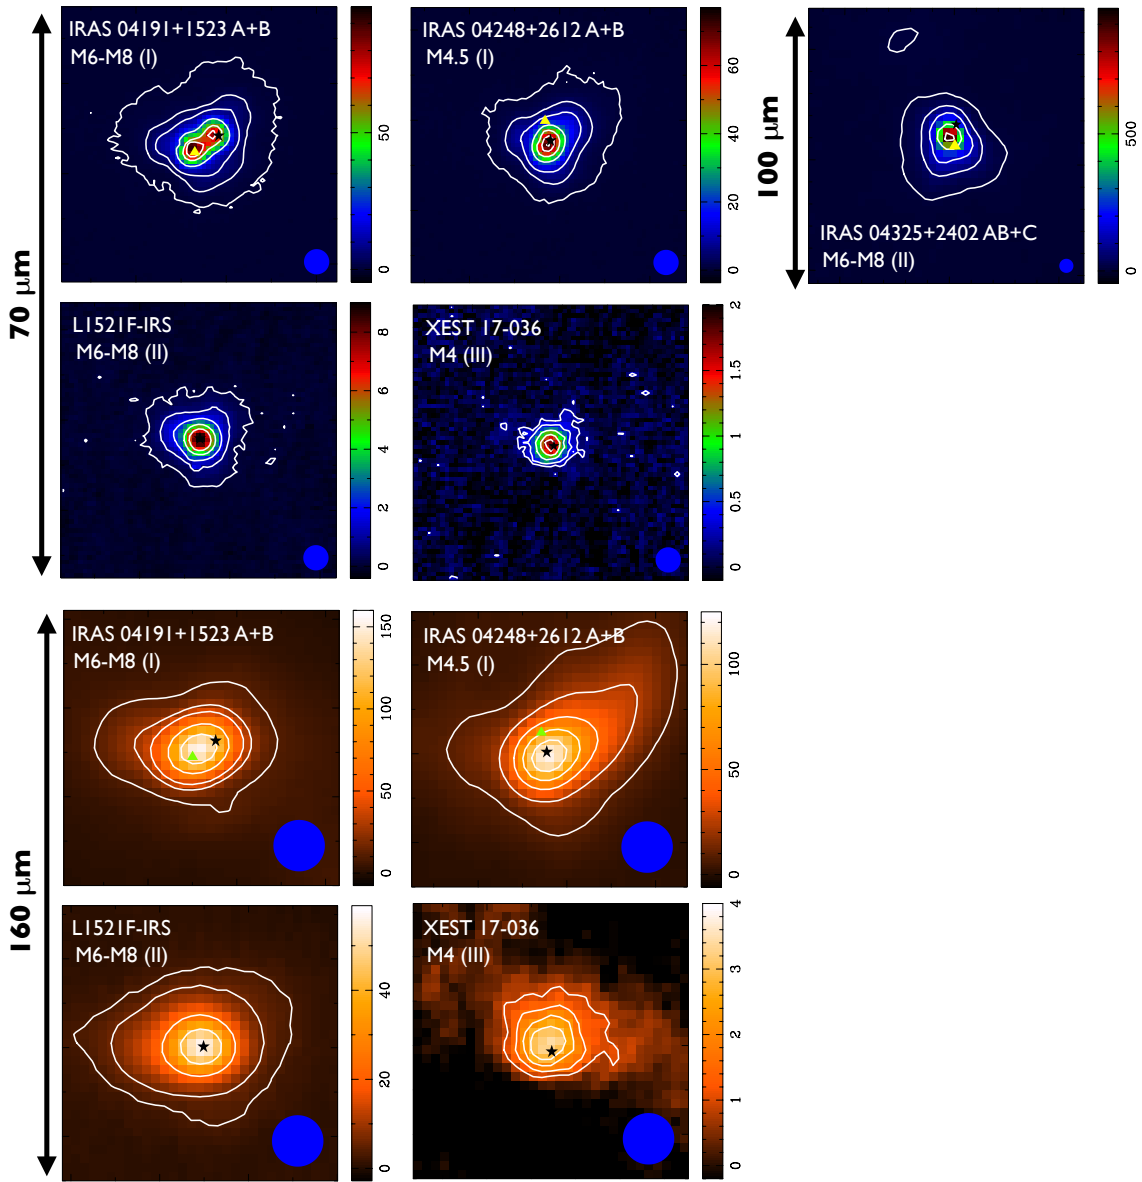 70 μm
IRAS 04191+1523 A+B
M6-M8 (I)
0
50
IRAS 04248+2612 A+B
M4.5 (I)
0
20
40
60
100 μm
IRAS 04325+2402 AB+C
M6-M8 (II)
0
500
L1521F-IRS
M6-M8 (II)
0
2
4
6
8
XEST 17-036
M4 (III)
0
0.5
1
1.5
2
160 μm
IRAS 04191+1523 A+B
M6-M8 (I)
0
50
100
150
IRAS 04248+2612 A+B
M4.5 (I)
0
50
100
L1521F-IRS
M6-M8 (II)
0
20
40
XEST 17-036
M4 (III)
0
1
2
3
4